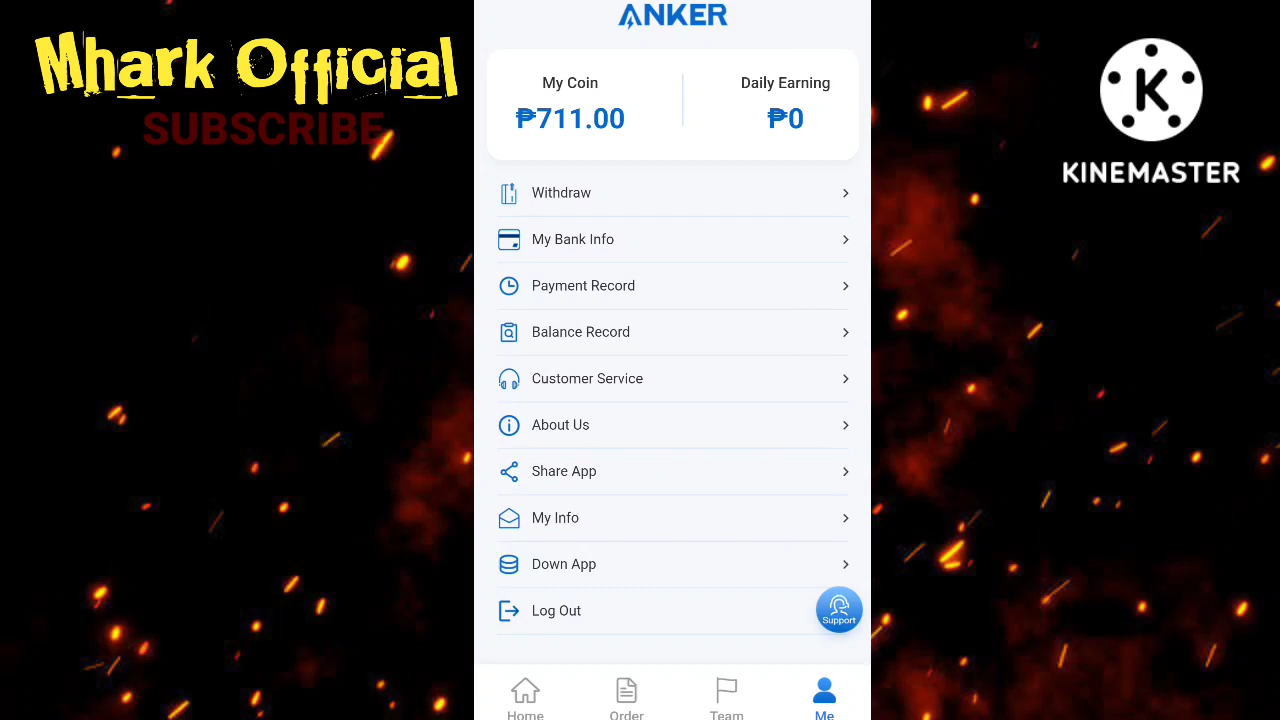 Mhark Official
SUBSCRIBE
ANKER
My Coin
Daily Earning
₱711.00
₱0
Withdraw
My Bank Info
Payment Record
Balance Record
Customer Service
About Us
Share App
My Info
Down App
Log Out
Support
Home
Order
Team
Me
K
KINEMASTER